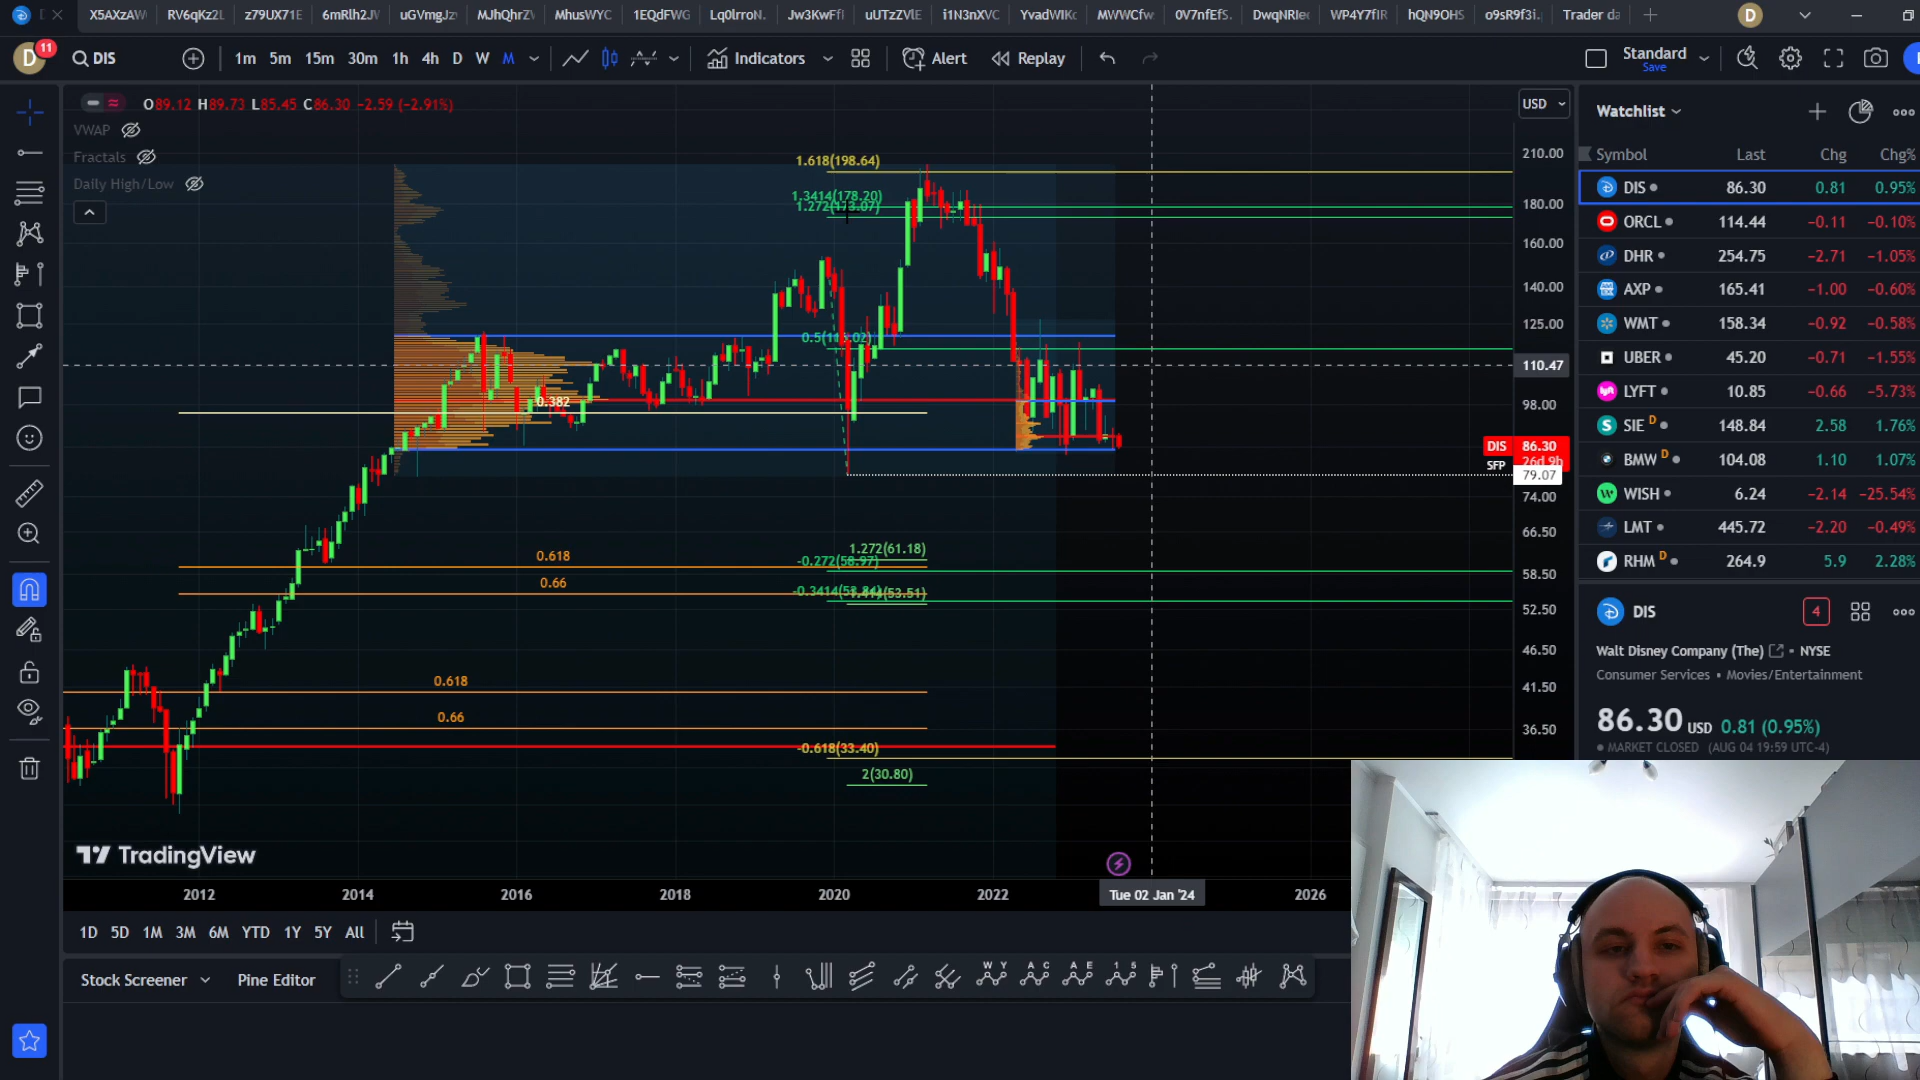 X5AXzAW
RV6qKz2L
z79UX71E
6mRlh2JV
uGVmgJz
MJhQhrZ
MhusWYC
1EQdFWG
Lq0lrroN.
Jw3KwFf
uUTzZVlE
i1N3nXVC
YvadWIK
MWWCfw
0V7nfEfS.
DwqNRIe
WP4Y7fIR
hQN9OHS
o9sR9f3i.
Trader da
D
D
11
DIS
1m 5m 15m 30m 1h 4h D W M
Indicators
Alert
Replay
Standard
Save
O89.12 H89.73 L85.45 C86.30 −2.59 (−2.91%)
VWAP
Fractals
Daily High/Low
USD
1.618(198.64)
1.3414(178.20)
1.272(173.07)
0.382
0.618
0.66
1.272(61.18)
-0.272(58.97)
0.618
0.66
-0.618(33.40)
2(30.80)
210.00
180.00
160.00
140.00
125.00
110.47
98.00
DIS 86.30
26d 9h
SFP 79.07
74.00
66.50
58.50
52.50
46.50
41.50
36.50
TradingView
2012 2014 2016 2018 2020 2022 Tue 02 Jan '24 2026
1D 5D 1M 3M 6M YTD 1Y 5Y All
Stock Screener
Pine Editor
W Y
A C
A E
1 5
Watchlist
Symbol Last Chg Chg%
DIS 86.30 0.81 0.95%
ORCL 114.44 −0.11 −0.10%
DHR 254.75 −2.71 −1.05%
AXP 165.41 −1.00 −0.60%
WMT 158.34 −0.92 −0.58%
UBER 45.20 −0.71 −1.55%
LYFT 10.85 −0.66 −5.73%
SIE D 148.84 2.58 1.76%
BMW D 104.08 1.10 1.07%
WISH 6.24 −2.14 −25.54%
LMT 445.72 −2.20 −0.49%
RHM D 264.9 5.9 2.28%
DIS
4
Walt Disney Company (The) • NYSE
Consumer Services • Movies/Entertainment
86.30 USD 0.81 (0.95%)
MARKET CLOSED (AUG 04 19:59 UTC-4)